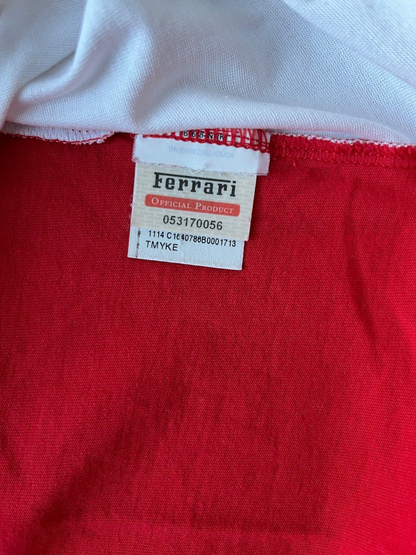 Ferrari
OFFICIAL PRODUCT
053170056
1114 C1640786B0001713
TMYKE